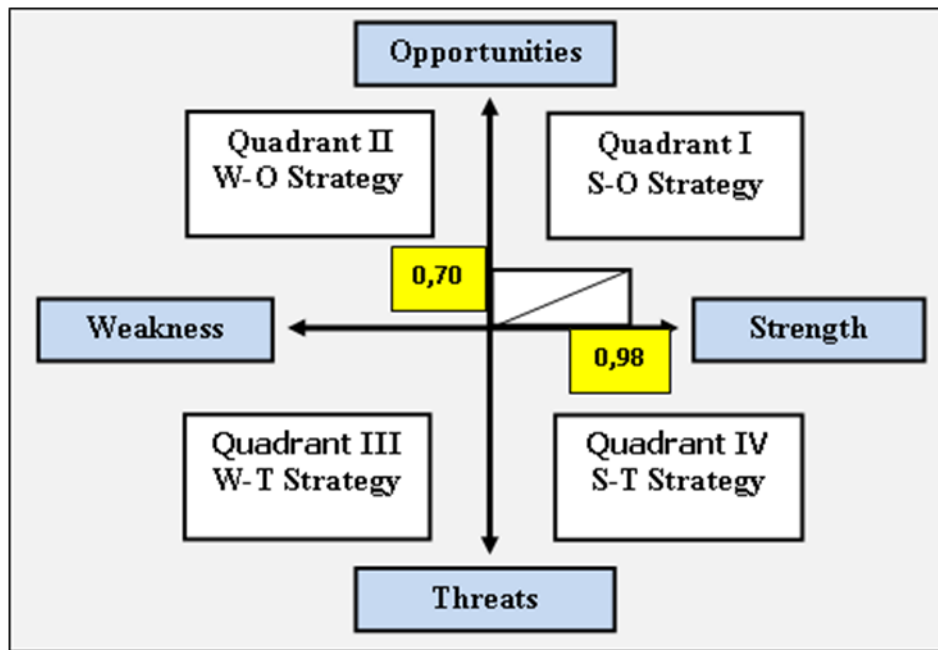 Opportunities
Quadrant II
W-O Strategy
Quadrant I
S-O Strategy
0,70
Weakness
Strength
0,98
Quadrant III
W-T Strategy
Quadrant IV
S-T Strategy
Threats